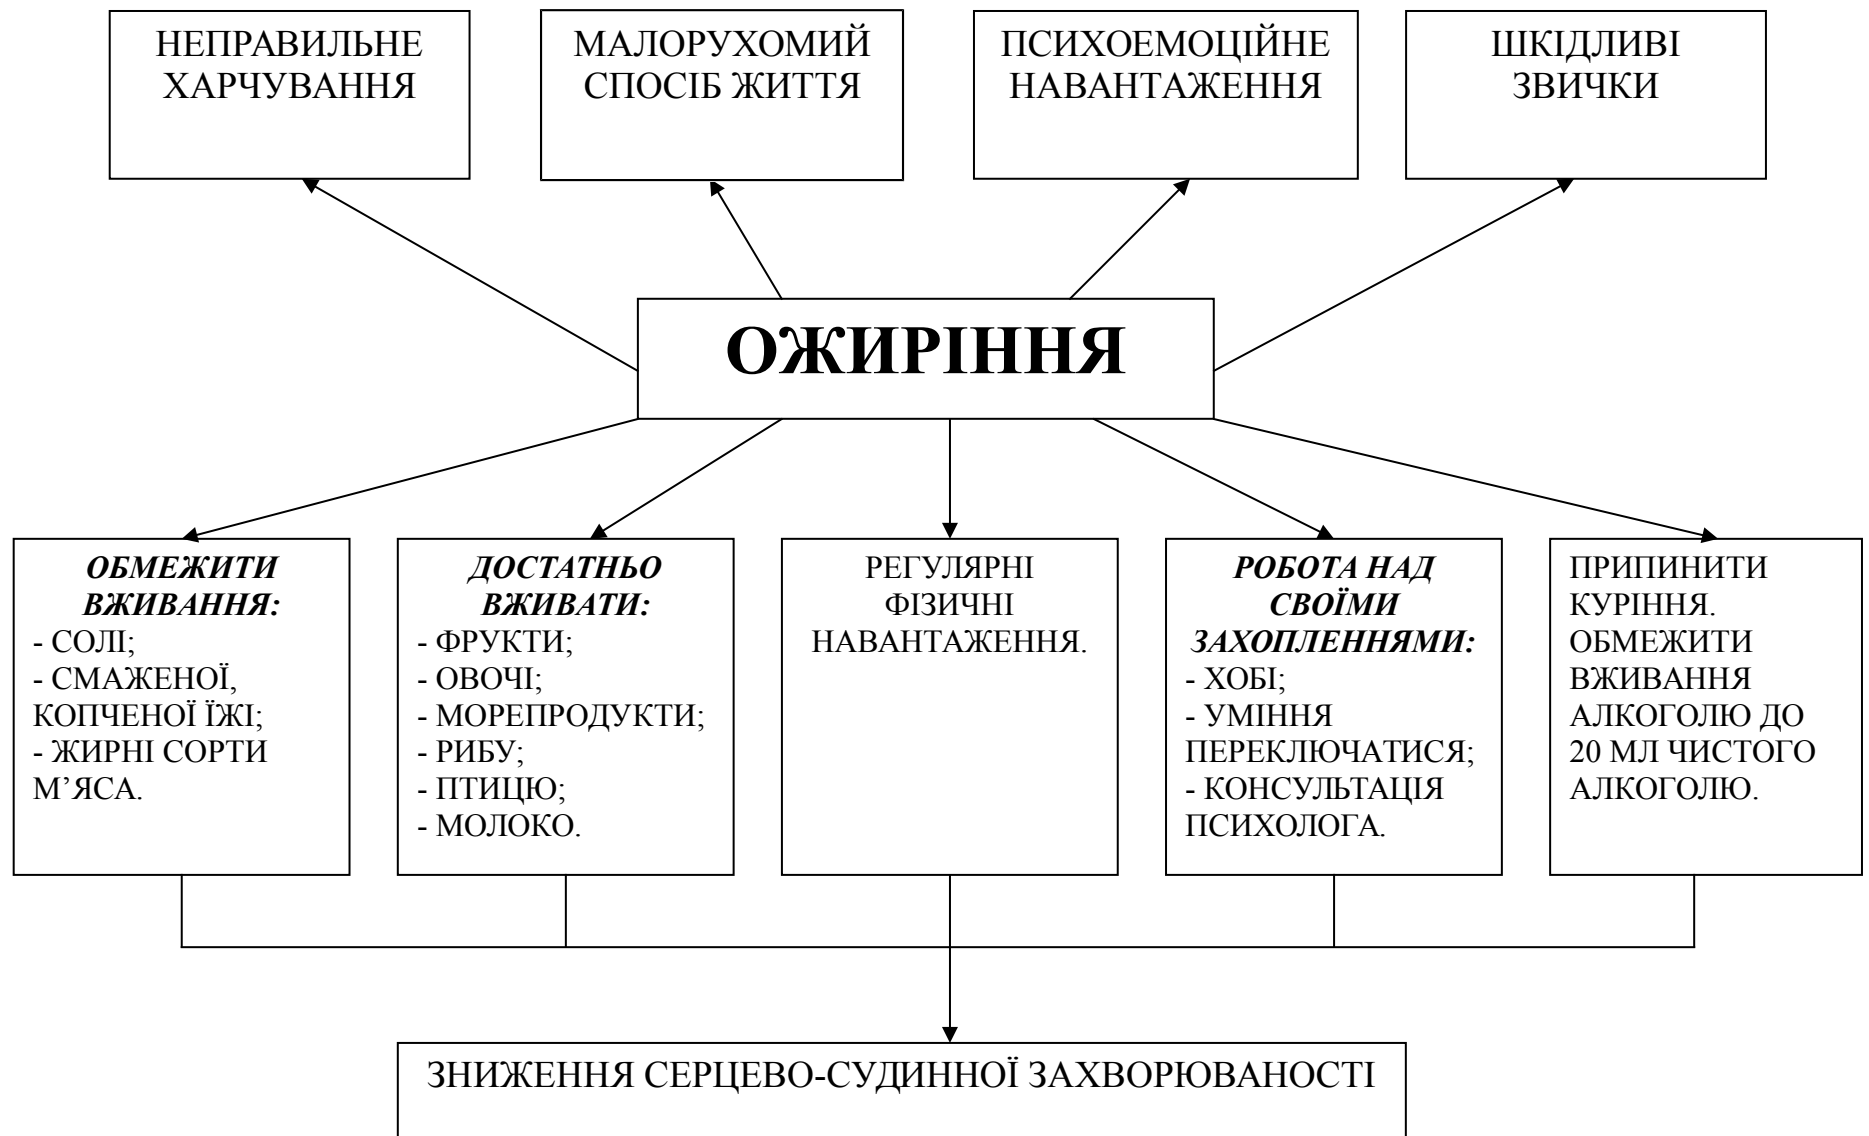 НЕПРАВИЛЬНЕ
ХАРЧУВАННЯ
МАЛОРУХОМИЙ
СПОСІБ ЖИТТЯ
ПСИХОЕМОЦІЙНЕ
НАВАНТАЖЕННЯ
ШКІДЛИВІ
ЗВИЧКИ
ОЖИРІННЯ
ОБМЕЖИТИ
ВЖИВАННЯ:
- СОЛІ;
- СМАЖЕНОЇ,
КОПЧЕНОЇ ЇЖІ;
- ЖИРНІ СОРТИ
М’ЯСА.
ДОСТАТНЬО
ВЖИВАТИ:
- ФРУКТИ;
- ОВОЧІ;
- МОРЕПРОДУКТИ;
- РИБУ;
- ПТИЦЮ;
- МОЛОКО.
РЕГУЛЯРНІ
ФІЗИЧНІ
НАВАНТАЖЕННЯ.
РОБОТА НАД
СВОЇМИ
ЗАХОПЛЕННЯМИ:
- ХОБІ;
- УМІННЯ
ПЕРЕКЛЮЧАТИСЯ;
- КОНСУЛЬТАЦІЯ
ПСИХОЛОГА.
ПРИПИНИТИ
КУРІННЯ.
ОБМЕЖИТИ
ВЖИВАННЯ
АЛКОГОЛЮ ДО
20 МЛ ЧИСТОГО
АЛКОГОЛЮ.
ЗНИЖЕННЯ СЕРЦЕВО-СУДИННОЇ ЗАХВОРЮВАНОСТІ